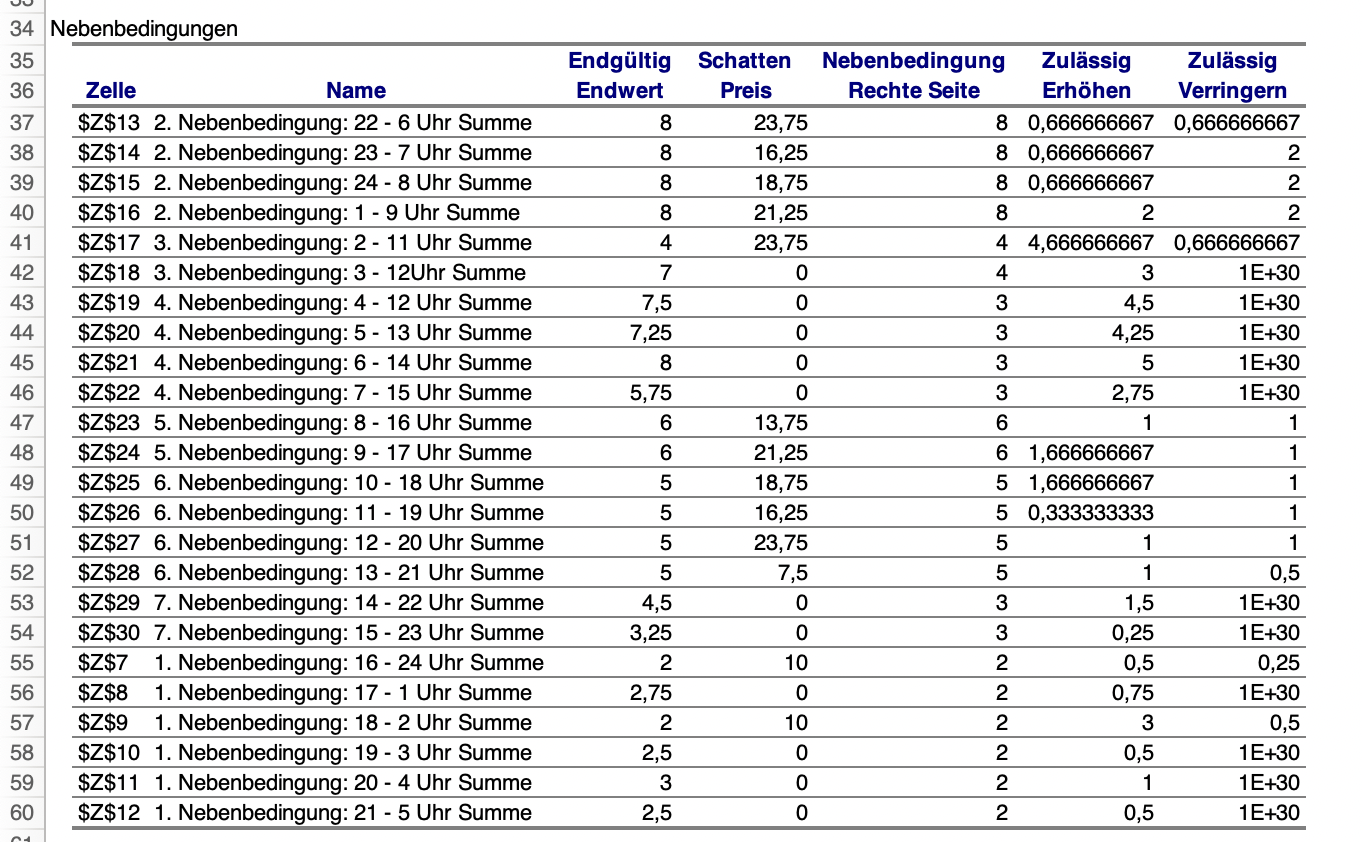 34 Nebenbedingungen
35 Endgültig Schatten Nebenbedingung Zulässig Zulässig
36 Zelle Name Endwert Preis Rechte Seite Erhöhen Verringern
37 $Z$13 2. Nebenbedingung: 22 - 6 Uhr Summe 8 23,75 8 0,666666667 0,666666667
38 $Z$14 2. Nebenbedingung: 23 - 7 Uhr Summe 8 16,25 8 0,666666667 2
39 $Z$15 2. Nebenbedingung: 24 - 8 Uhr Summe 8 18,75 8 0,666666667 2
40 $Z$16 2. Nebenbedingung: 1 - 9 Uhr Summe 8 21,25 8 2 2
41 $Z$17 3. Nebenbedingung: 2 - 11 Uhr Summe 4 23,75 4 4,666666667 0,666666667
42 $Z$18 3. Nebenbedingung: 3 - 12Uhr Summe 7 0 4 3 1E+30
43 $Z$19 4. Nebenbedingung: 4 - 12 Uhr Summe 7,5 0 3 4,5 1E+30
44 $Z$20 4. Nebenbedingung: 5 - 13 Uhr Summe 7,25 0 3 4,25 1E+30
45 $Z$21 4. Nebenbedingung: 6 - 14 Uhr Summe 8 0 3 5 1E+30
46 $Z$22 4. Nebenbedingung: 7 - 15 Uhr Summe 5,75 0 3 2,75 1E+30
47 $Z$23 5. Nebenbedingung: 8 - 16 Uhr Summe 6 13,75 6 1 1
48 $Z$24 5. Nebenbedingung: 9 - 17 Uhr Summe 6 21,25 6 1,666666667 1
49 $Z$25 6. Nebenbedingung: 10 - 18 Uhr Summe 5 18,75 5 1,666666667 1
50 $Z$26 6. Nebenbedingung: 11 - 19 Uhr Summe 5 16,25 5 0,333333333 1
51 $Z$27 6. Nebenbedingung: 12 - 20 Uhr Summe 5 23,75 5 1 1
52 $Z$28 6. Nebenbedingung: 13 - 21 Uhr Summe 5 7,5 5 1 0,5
53 $Z$29 7. Nebenbedingung: 14 - 22 Uhr Summe 4,5 0 3 1,5 1E+30
54 $Z$30 7. Nebenbedingung: 15 - 23 Uhr Summe 3,25 0 3 0,25 1E+30
55 $Z$7 1. Nebenbedingung: 16 - 24 Uhr Summe 2 10 2 0,5 0,25
56 $Z$8 1. Nebenbedingung: 17 - 1 Uhr Summe 2,75 0 2 0,75 1E+30
57 $Z$9 1. Nebenbedingung: 18 - 2 Uhr Summe 2 10 2 3 0,5
58 $Z$10 1. Nebenbedingung: 19 - 3 Uhr Summe 2,5 0 2 0,5 1E+30
59 $Z$11 1. Nebenbedingung: 20 - 4 Uhr Summe 3 0 2 1 1E+30
60 $Z$12 1. Nebenbedingung: 21 - 5 Uhr Summe 2,5 0 2 0,5 1E+30